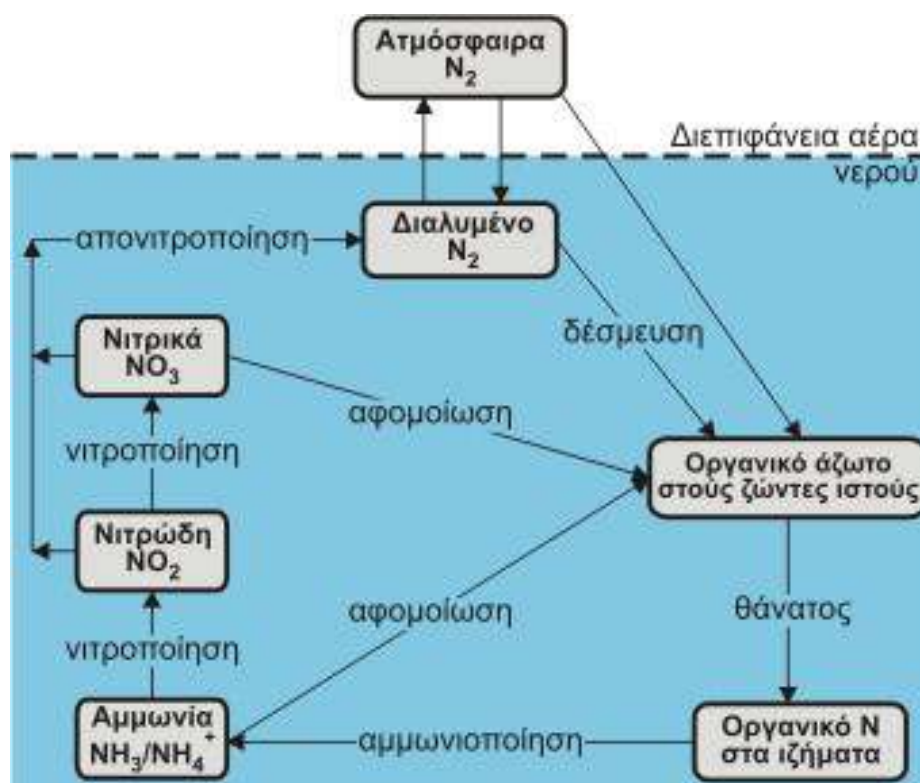 Ατμόσφαιρα
N2
Διεπιφάνεια αέρα
νερού
απονιτροποίηση
Διαλυμένο
N2
δέσμευση
Νιτρικά
NO3
αφομοίωση
νιτροποίηση
Οργανικό άζωτο
στούς ζώντες ιστούς
Νιτρώδη
NO2
αφομοίωση
θάνατος
νιτροποίηση
Αμμωνία
NH3/NH4+
αμμωνιοποίηση
Οργανικό Ν
στα ιζήματα